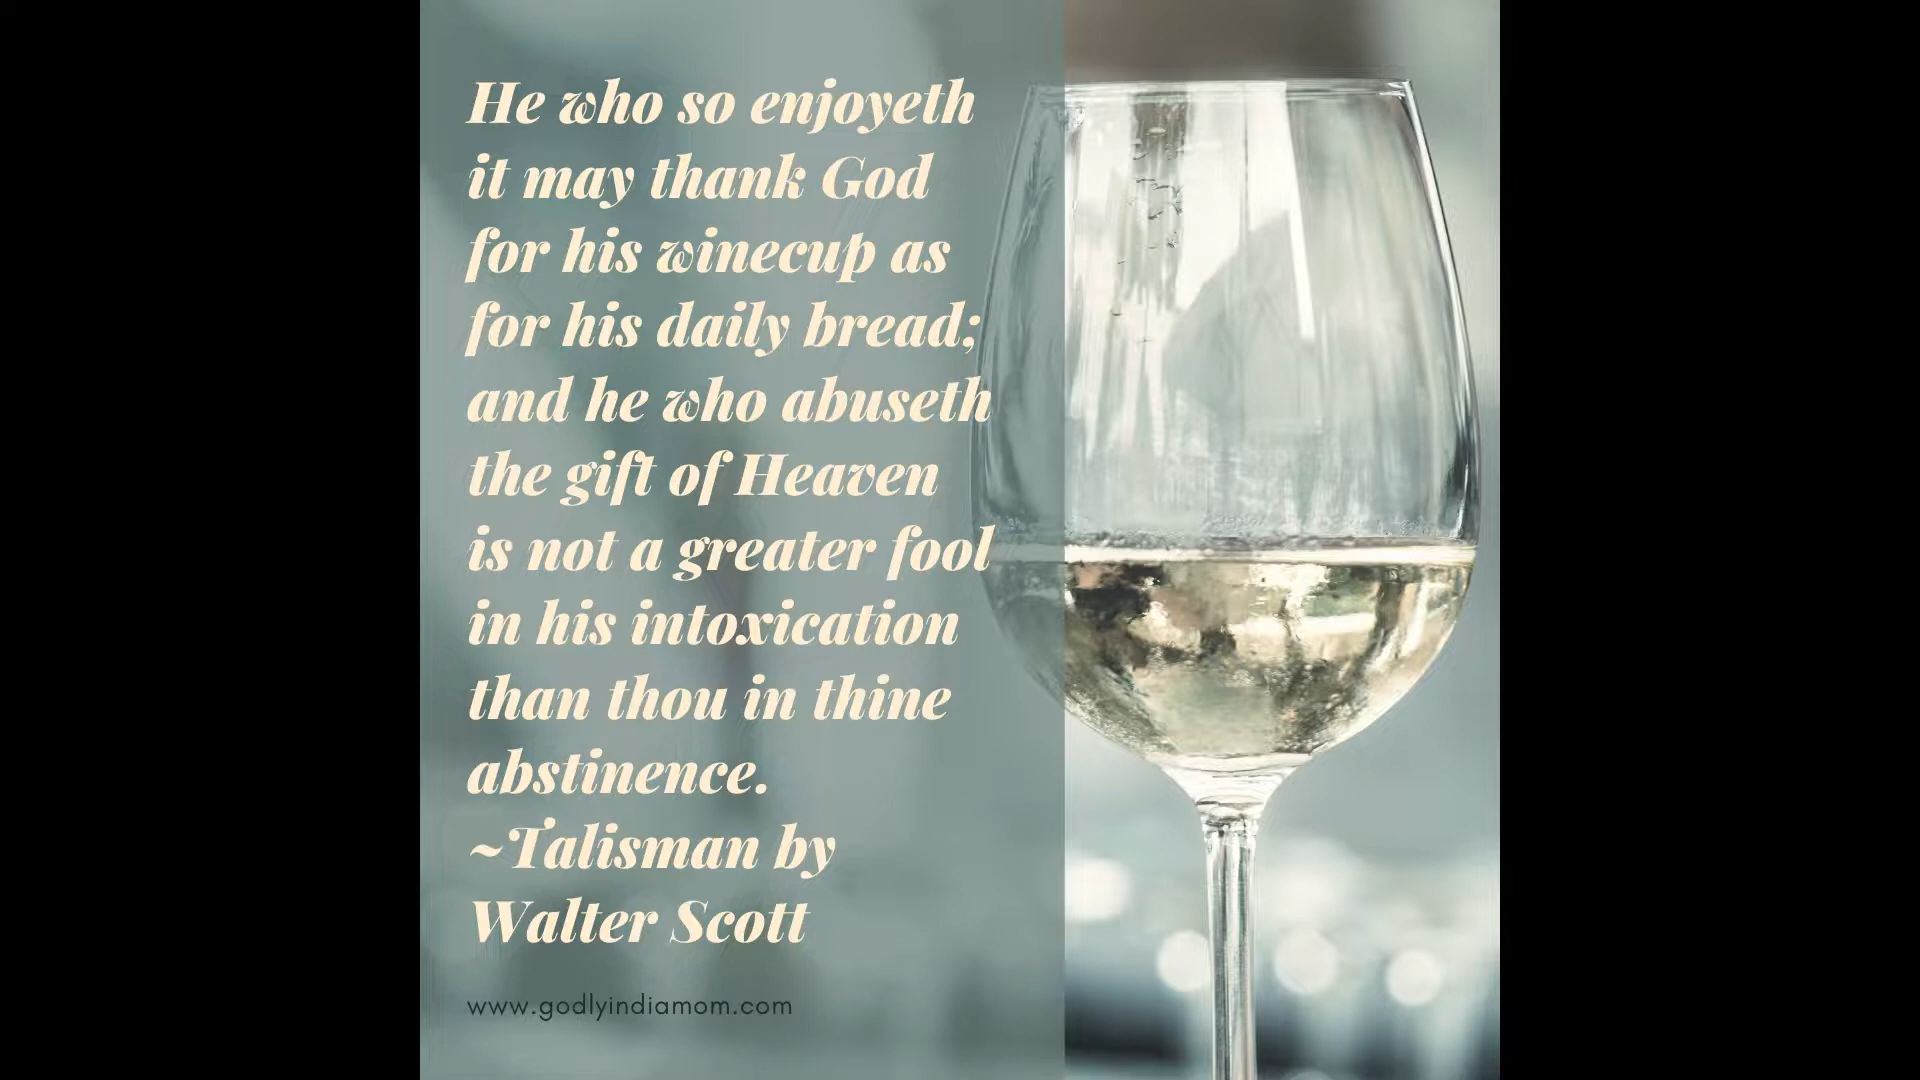 He who so enjoyeth
it may thank God
for his winecup as
for his daily bread;
and he who abuseth
the gift of Heaven
is not a greater fool
in his intoxication
than thou in thine
abstinence.
~Talisman by
Walter Scott
www.godlyindiamom.com